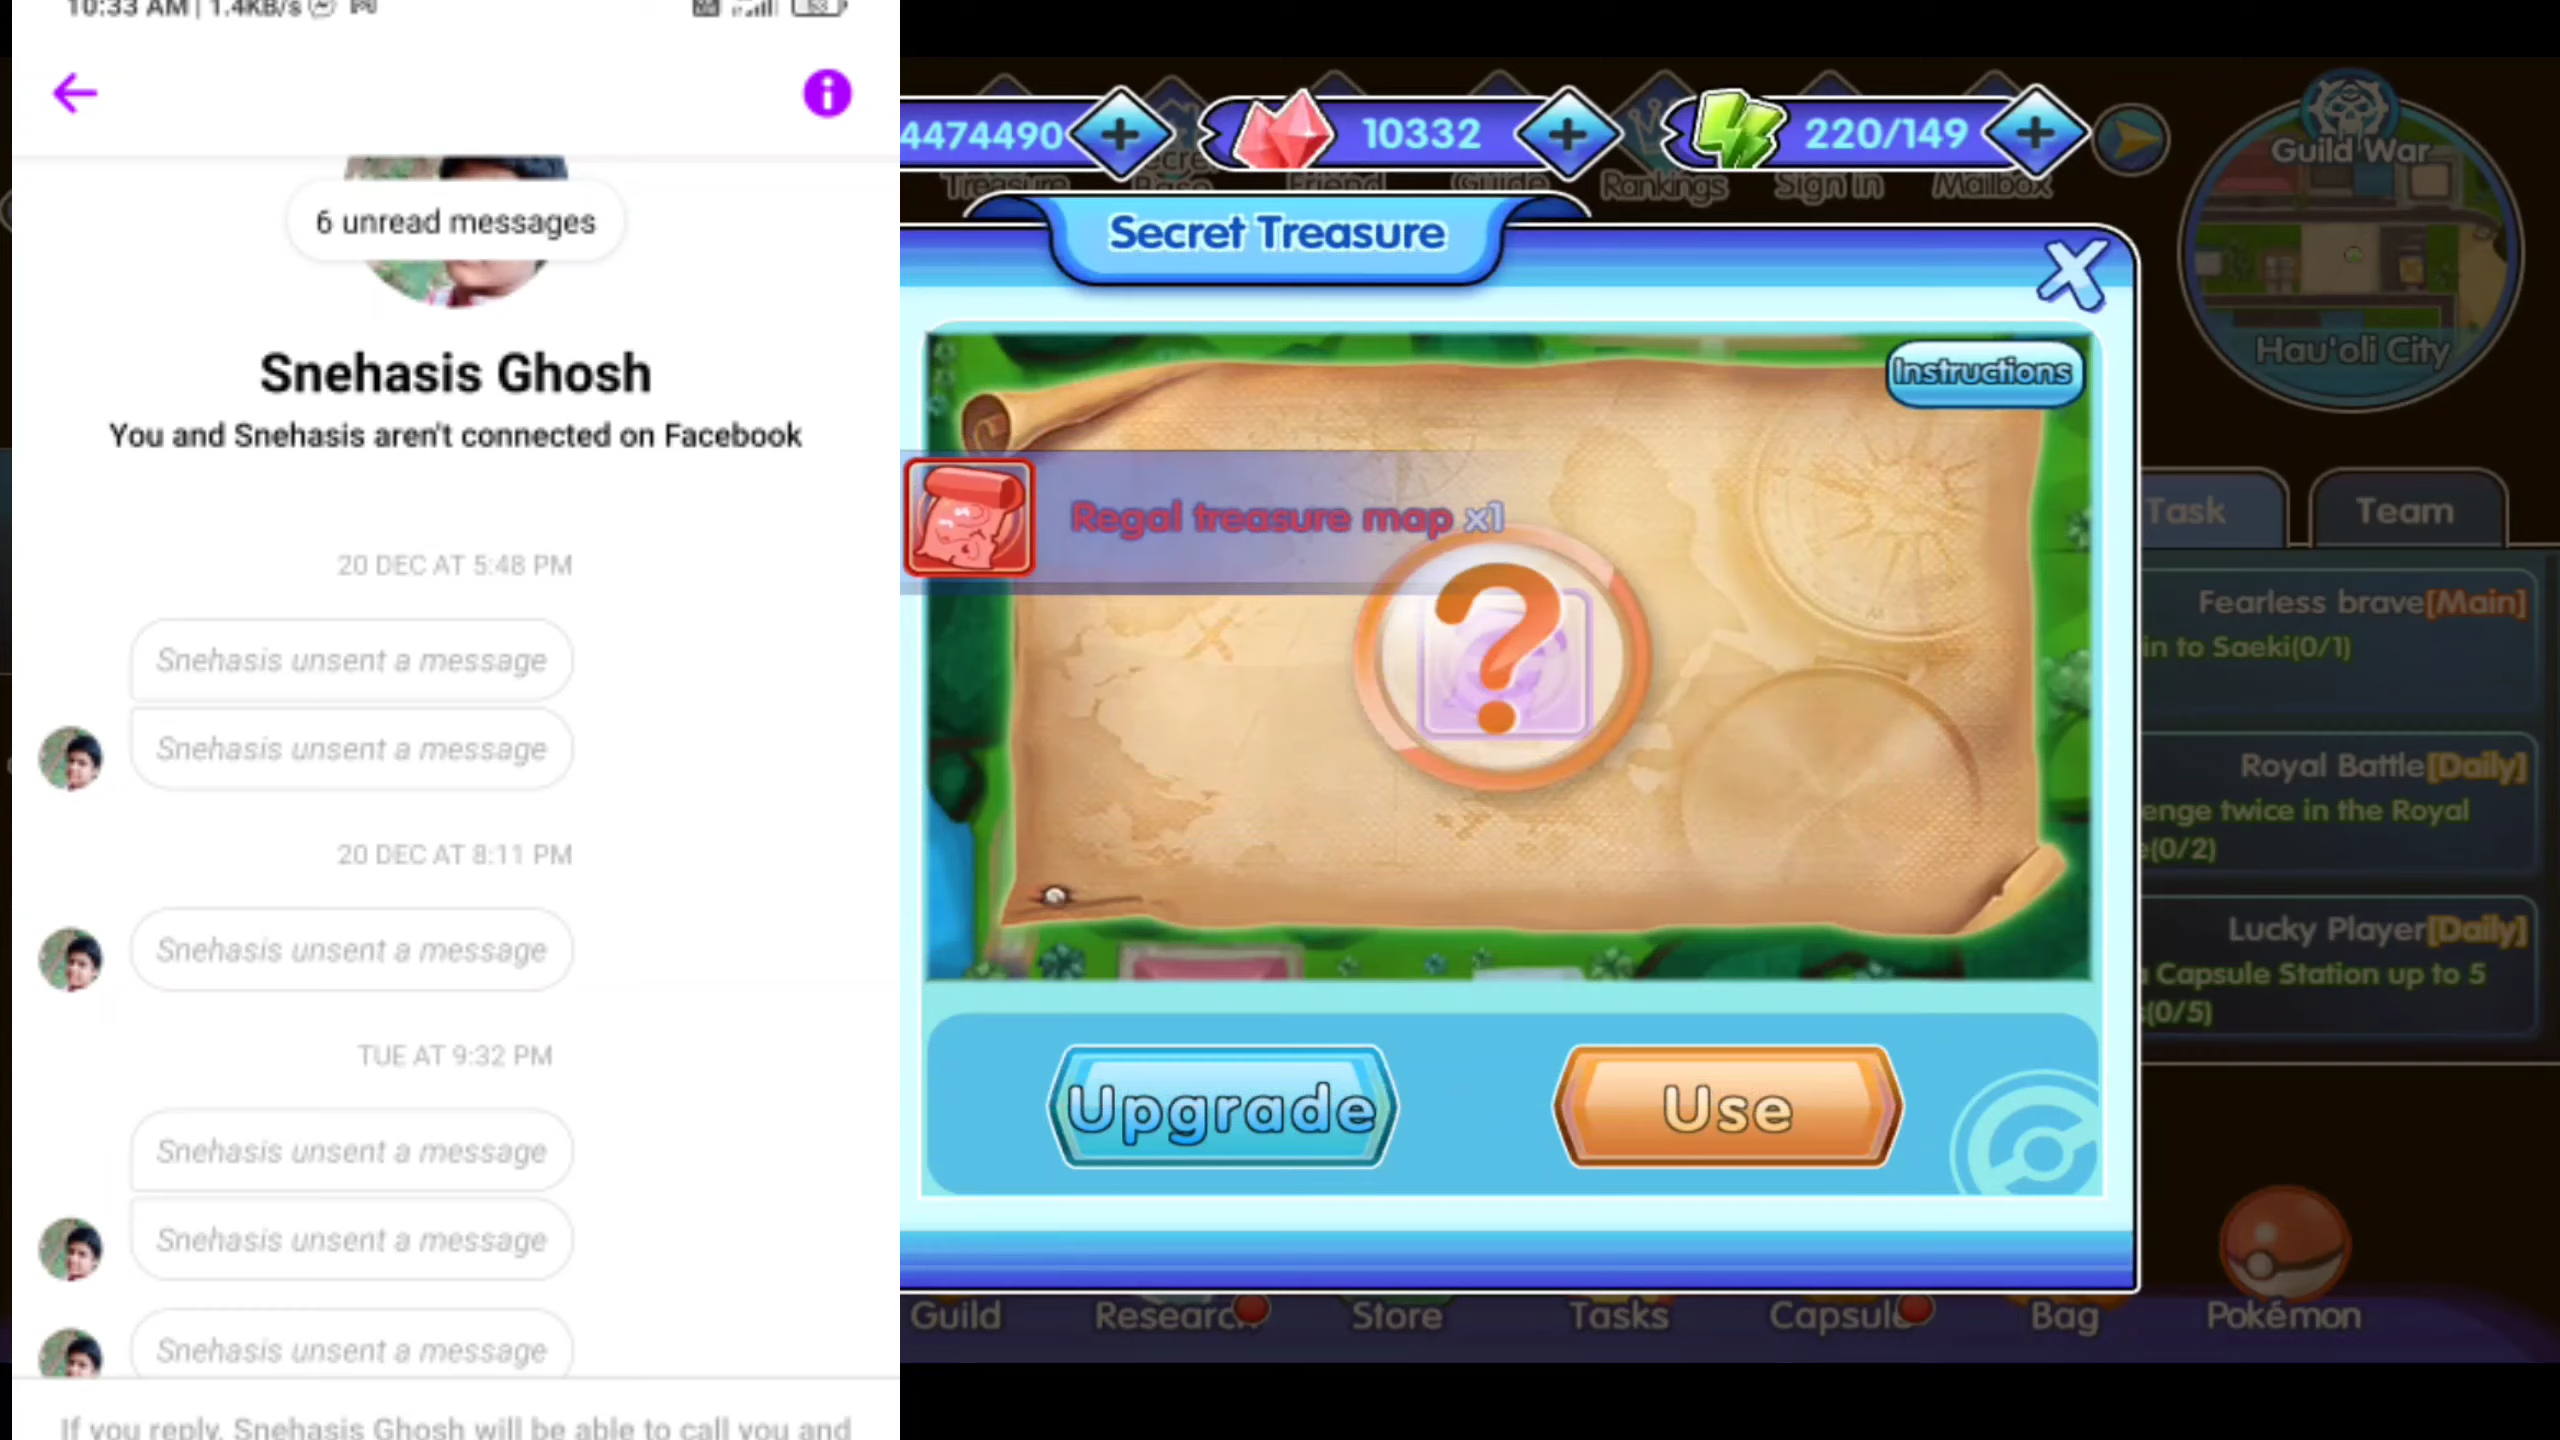 10:33 AM | 1.4KB/s
53
6 unread messages
Snehasis Ghosh
You and Snehasis aren't connected on Facebook
20 DEC AT 5:48 PM
Snehasis unsent a message
Snehasis unsent a message
20 DEC AT 8:11 PM
Snehasis unsent a message
TUE AT 9:32 PM
Snehasis unsent a message
Snehasis unsent a message
Snehasis unsent a message
If you reply, Snehasis Ghosh will be able to call you and
4474490
10332
220/149
Treasure
Friend
Guide
Rankings
Sign in
Mailbox
Guild War
Hau'oli City
Secret Treasure
Instructions
Regal treasure map x1
Upgrade
Use
Task
Team
Fearless brave[Main]
in to Saeki(0/1)
Royal Battle[Daily]
enge twice in the Royal
(0/2)
Lucky Player[Daily]
Capsule Station up to 5
(0/5)
Guild
Research
Store
Tasks
Capsule
Bag
Pokémon